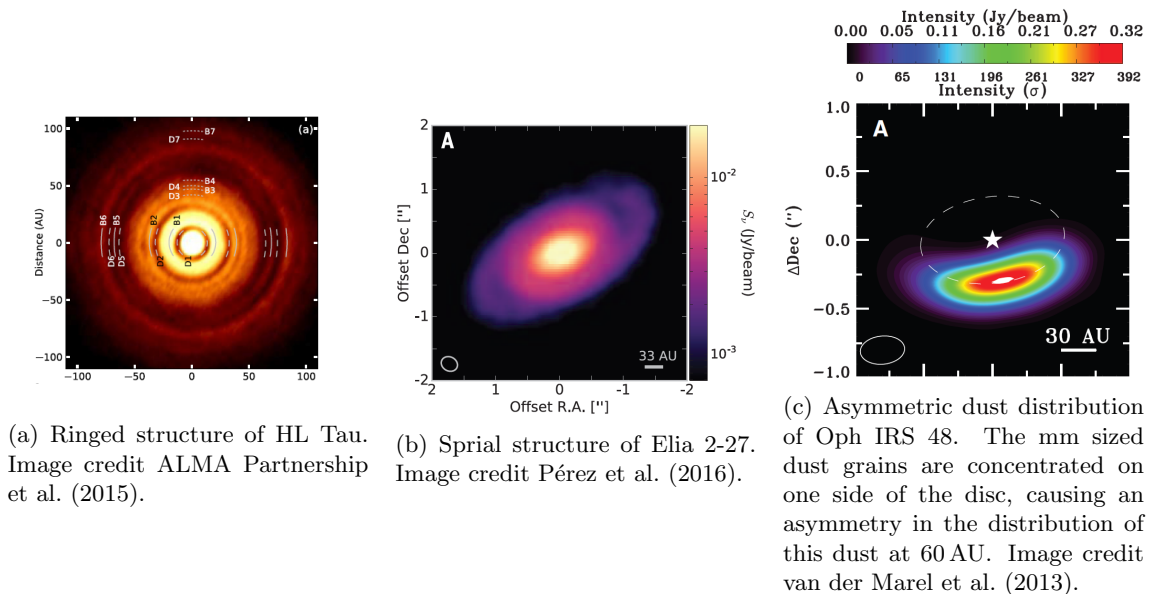 (a)
100
50
0
−50
−100
Distance (AU)
−100 −50 0 50 100
B7
D7
B4
D4
B3
D3
B6
B5
B2
B1
D6
D5
D2
D1
(a) Ringed structure of HL Tau.
Image credit ALMA Partnership
et al. (2015).
A
2
1
0
-1
-2
Offset Dec ["]
2 1 0 -1 -2
Offset R.A. ["]
33 AU
10⁻²
10⁻³
Sᵥ (Jy/beam)
(b) Sprial structure of Elia 2-27.
Image credit Pérez et al. (2016).
Intensity (Jy/beam)
0.00 0.05 0.11 0.16 0.21 0.27 0.32
0 65 131 196 261 327 392
Intensity (σ)
A
1.0
0.5
0.0
−0.5
−1.0
ΔDec (")
30 AU
(c) Asymmetric dust distribution
of Oph IRS 48. The mm sized
dust grains are concentrated on
one side of the disc, causing an
asymmetry in the distribution of
this dust at 60 AU. Image credit
van der Marel et al. (2013).